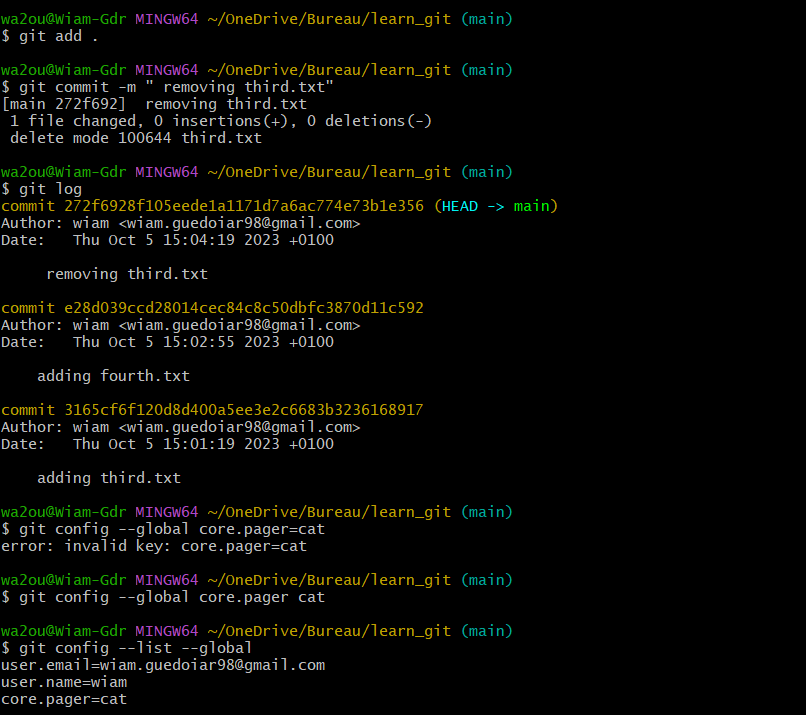 wa2ou@Wiam-Gdr MINGW64 ~/OneDrive/Bureau/learn_git (main)
$ git add .
wa2ou@Wiam-Gdr MINGW64 ~/OneDrive/Bureau/learn_git (main)
$ git commit -m " removing third.txt"
[main 272f692]  removing third.txt
 1 file changed, 0 insertions(+), 0 deletions(-)
 delete mode 100644 third.txt
wa2ou@Wiam-Gdr MINGW64 ~/OneDrive/Bureau/learn_git (main)
$ git log
commit 272f6928f105eede1a1171d7a6ac774e73b1e356 (HEAD -> main)
Author: wiam <wiam.guedoiar98@gmail.com>
Date:   Thu Oct 5 15:04:19 2023 +0100
     removing third.txt
commit e28d039ccd28014cec84c8c50dbfc3870d11c592
Author: wiam <wiam.guedoiar98@gmail.com>
Date:   Thu Oct 5 15:02:55 2023 +0100
    adding fourth.txt
commit 3165cf6f120d8d400a5ee3e2c6683b3236168917
Author: wiam <wiam.guedoiar98@gmail.com>
Date:   Thu Oct 5 15:01:19 2023 +0100
    adding third.txt
wa2ou@Wiam-Gdr MINGW64 ~/OneDrive/Bureau/learn_git (main)
$ git config --global core.pager=cat
error: invalid key: core.pager=cat
wa2ou@Wiam-Gdr MINGW64 ~/OneDrive/Bureau/learn_git (main)
$ git config --global core.pager cat
wa2ou@Wiam-Gdr MINGW64 ~/OneDrive/Bureau/learn_git (main)
$ git config --list --global
user.email=wiam.guedoiar98@gmail.com
user.name=wiam
core.pager=cat